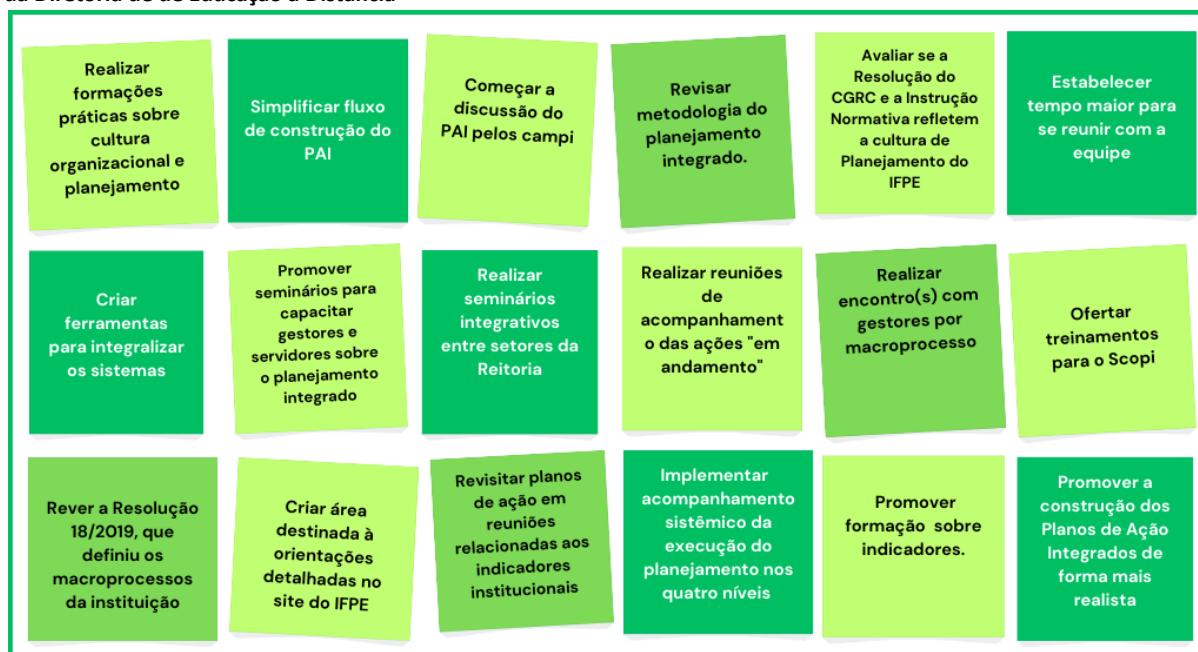 da Diretoria de de Educação a Distância
Realizar
formações
práticas sobre
cultura
organizacional e
planejamento
Simplificar fluxo
de construção do
PAI
Começar a
discussão do
PAI pelos campi
Revisar
metodologia do
planejamento
integrado.
Avaliar se a
Resolução do
CGRC e a Instrução
Normativa refletem
a cultura de
Planejamento do
IFPE
Estabelecer
tempo maior para
se reunir com a
equipe
Criar
ferramentas
para integralizar
os sistemas
Promover
seminários para
capacitar
gestores e
servidores sobre
o planejamento
integrado
Realizar
seminários
integrativos
entre setores da
Reitoria
Realizar reuniões
de
acompanhament
o das ações "em
andamento"
Realizar
encontro(s) com
gestores por
macroprocesso
Ofertar
treinamentos
para o Scopi
Rever a Resolução
18/2019, que
definiu os
macroprocessos
da instituição
Criar área
destinada à
orientações
detalhadas no
site do IFPE
Revisitar planos
de ação em
reuniões
relacionadas aos
indicadores
institucionais
Implementar
acompanhamento
sistêmico da
execução do
planejamento nos
quatro níveis
Promover
formação sobre
indicadores.
Promover a
construção dos
Planos de Ação
Integrados de
forma mais
realista